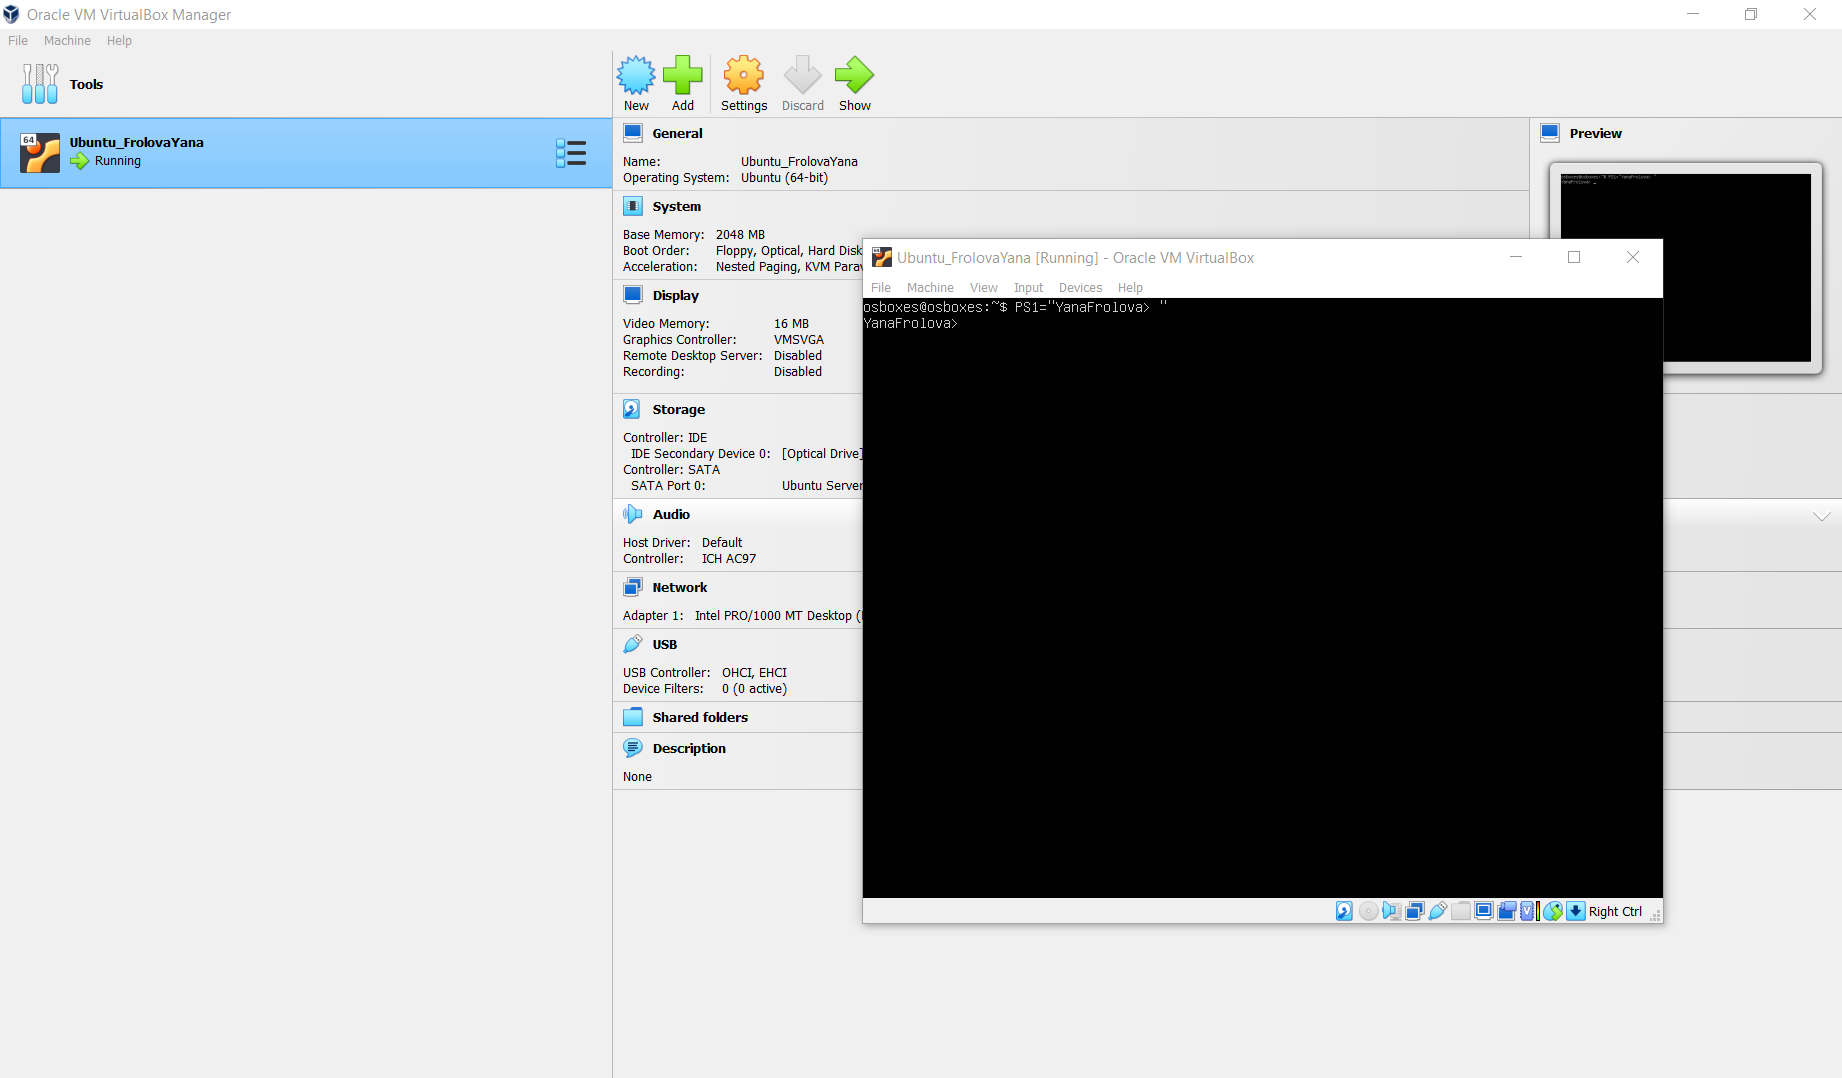 Oracle VM VirtualBox Manager
File Machine Help
Tools
New Add Settings Discard Show
64
Ubuntu_FrolovaYana
Running
General
Name: Ubuntu_FrolovaYana
Operating System: Ubuntu (64-bit)
System
Base Memory: 2048 MB
Boot Order: Floppy, Optical, Hard Disk
Acceleration: Nested Paging, KVM Parav
Display
Video Memory: 16 MB
Graphics Controller: VMSVGA
Remote Desktop Server: Disabled
Recording: Disabled
Storage
Controller: IDE
IDE Secondary Device 0: [Optical Drive]
Controller: SATA
SATA Port 0: Ubuntu Server
Audio
Host Driver: Default
Controller: ICH AC97
Network
Adapter 1: Intel PRO/1000 MT Desktop (
USB
USB Controller: OHCI, EHCI
Device Filters: 0 (0 active)
Shared folders
Description
None
Preview
osboxes@osboxes:~$ PS1="YanaFrolova> "
YanaFrolova> _
Ubuntu_FrolovaYana [Running] - Oracle VM VirtualBox
File Machine View Input Devices Help
osboxes@osboxes:~$ PS1="YanaFrolova> "
YanaFrolova>
Right Ctrl